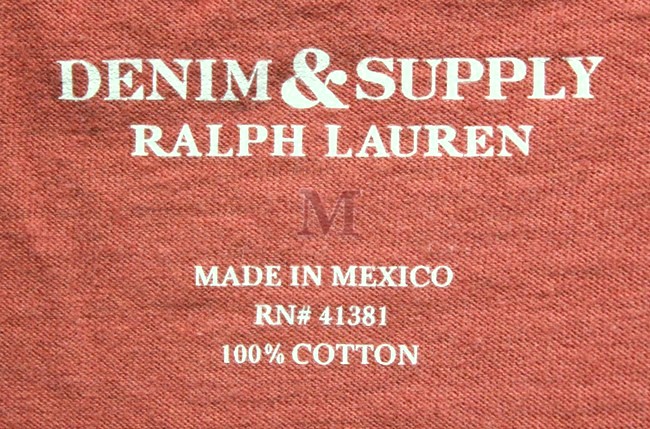 DENIM & SUPPLY
RALPH LAUREN
M
MADE IN MEXICO
RN# 41381
100% COTTON